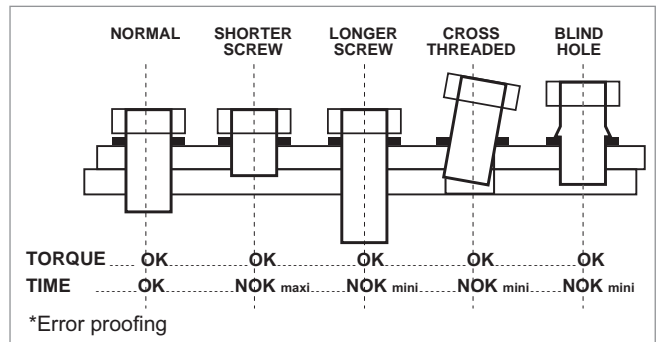 NORMAL SHORTER SCREW LONGER SCREW CROSS THREADED BLIND HOLE
TORQUE OK OK OK OK OK
TIME OK NOK maxi NOK mini NOK mini NOK mini
*Error proofing